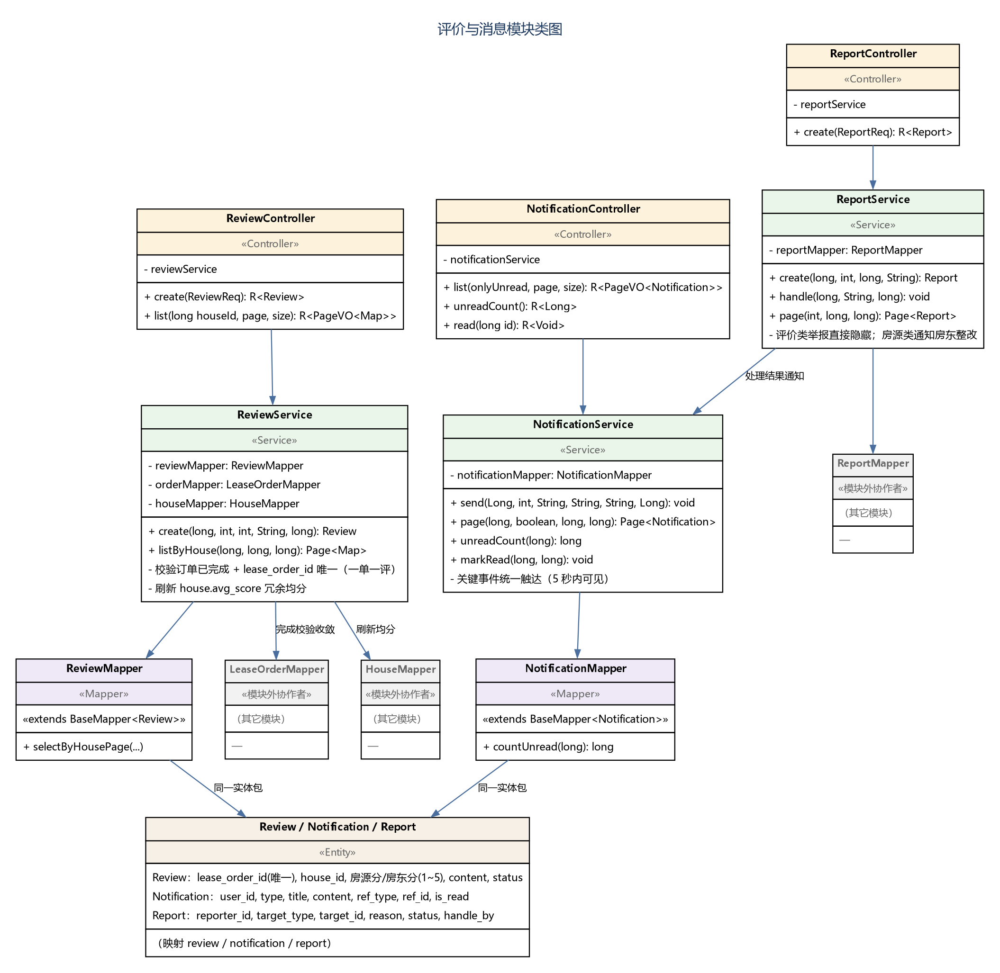 评价与消息模块类图
ReportController
«Controller»
- reportService
+ create(ReportReq): R<Report>
ReportService
«Service»
- reportMapper: ReportMapper
+ create(long, int, long, String): Report
+ handle(long, String, long): void
+ page(int, long, long): Page<Report>
- 评价类举报直接隐藏；房源类通知房东整改
NotificationController
«Controller»
- notificationService
+ list(onlyUnread, page, size): R<PageVO<Notification>>
+ unreadCount(): R<Long>
+ read(long id): R<Void>
ReviewController
«Controller»
- reviewService
+ create(ReviewReq): R<Review>
+ list(long houseId, page, size): R<PageVO<Map>>
处理结果通知
ReviewService
«Service»
- reviewMapper: ReviewMapper
- orderMapper: LeaseOrderMapper
- houseMapper: HouseMapper
+ create(long, int, int, String, long): Review
+ listByHouse(long, long, long): Page<Map>
- 校验订单已完成 + lease_order_id 唯一（一单一评）
- 刷新 house.avg_score 冗余均分
NotificationService
«Service»
- notificationMapper: NotificationMapper
+ send(Long, int, String, String, String, Long): void
+ page(long, boolean, long, long): Page<Notification>
+ unreadCount(long): long
+ markRead(long, long): void
- 关键事件统一触达（5 秒内可见）
ReportMapper
«模块外协作者»
（其它模块）
—
完成校验收敛
刷新均分
ReviewMapper
«Mapper»
«extends BaseMapper<Review>»
+ selectByHousePage(...)
LeaseOrderMapper
«模块外协作者»
（其它模块）
—
HouseMapper
«模块外协作者»
（其它模块）
—
NotificationMapper
«Mapper»
«extends BaseMapper<Notification>»
+ countUnread(long): long
同一实体包
同一实体包
Review / Notification / Report
«Entity»
Review：lease_order_id(唯一), house_id, 房源分/房东分(1~5), content, status
Notification：user_id, type, title, content, ref_type, ref_id, is_read
Report：reporter_id, target_type, target_id, reason, status, handle_by
（映射 review / notification / report）